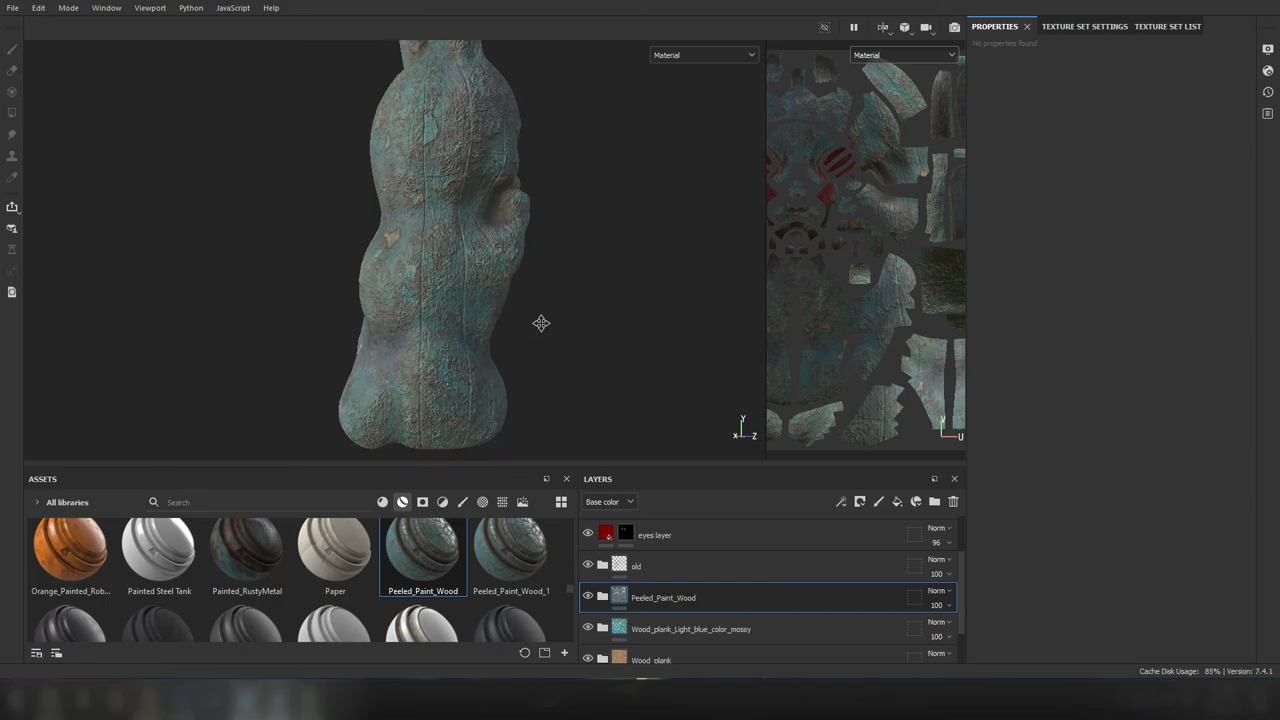 File Edit Mode Window Viewport Python JavaScript Help
PROPERTIES TEXTURE SET SETTINGS TEXTURE SET LIST
No properties found
Material
Material
Y
X Z
V
U
ASSETS
All libraries Search
Orange_Painted_Rob... Painted Steel Tank Painted_RustyMetal Paper Peeled_Paint_Wood Peeled_Paint_Wood_1
LAYERS
Base color
eyes layer Norm 96
old Norm 100
Peeled_Paint_Wood Norm 100
Wood_plank_Light_blue_color_mossy Norm 100
Wood_plank Norm
Cache Disk Usage: 85% | Version: 7.4.1